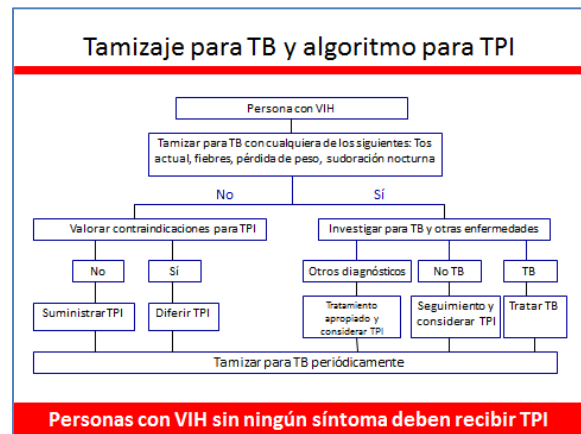 Tamizaje para TB y algoritmo para TPI
Persona con VIH
Tamizar para TB con cualquiera de los siguientes: Tos
actual, fiebres, pérdida de peso, sudoración nocturna
No
Sí
Valorar contraindicaciones para TPI
Investigar para TB y otras enfermedades
No
Sí
Otros diagnósticos
No TB
TB
Suministrar TPI
Diferir TPI
Tratamiento
apropiado y
considerar TPI
Seguimiento y
considerar TPI
Tratar TB
Tamizar para TB periódicamente
Personas con VIH sin ningún síntoma deben recibir TPI